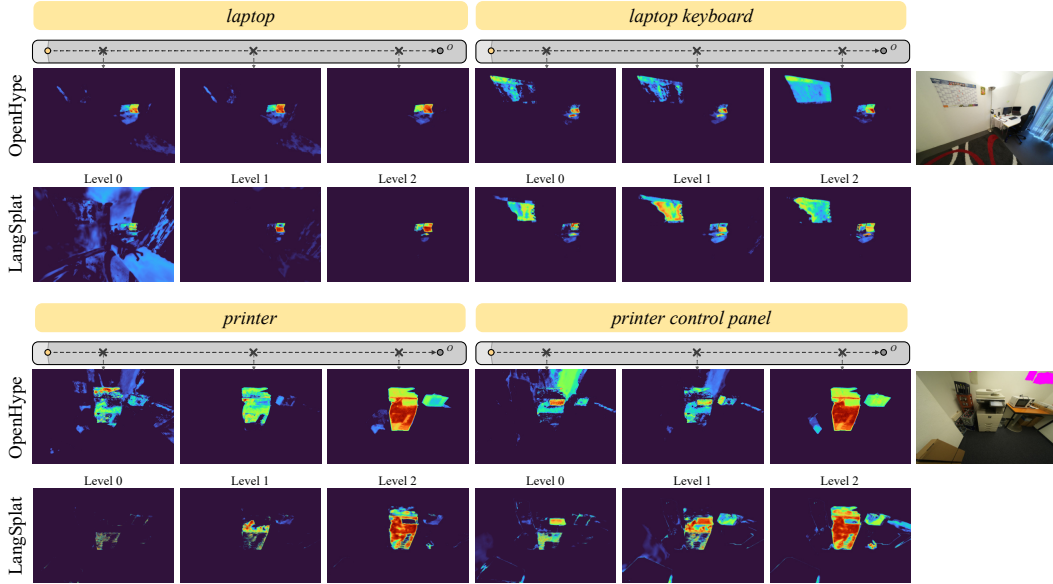 laptop laptop keyboard
o o
OpenHype
Level 0 Level 1 Level 2 Level 0 Level 1 Level 2
LangSplat
printer printer control panel
o o
OpenHype
Level 0 Level 1 Level 2 Level 0 Level 1 Level 2
LangSplat